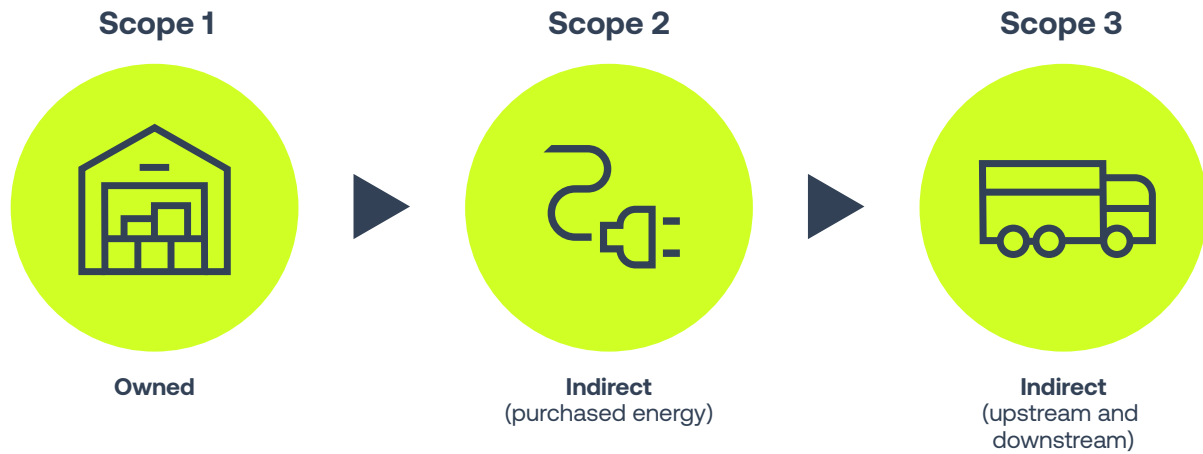 Scope 1
Scope 2
Scope 3
Owned
Indirect
(purchased energy)
Indirect
(upstream and
downstream)